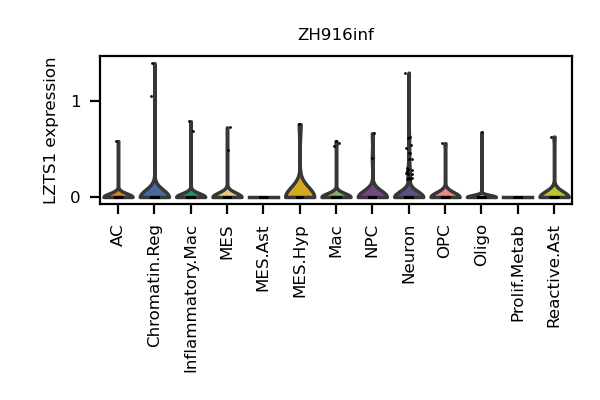 ZH916inf
LZTS1 expression
1
0
AC
Chromatin.Reg
Inflammatory.Mac
MES
MES.Ast
MES.Hyp
Mac
NPC
Neuron
OPC
Oligo
Prolif.Metab
Reactive.Ast